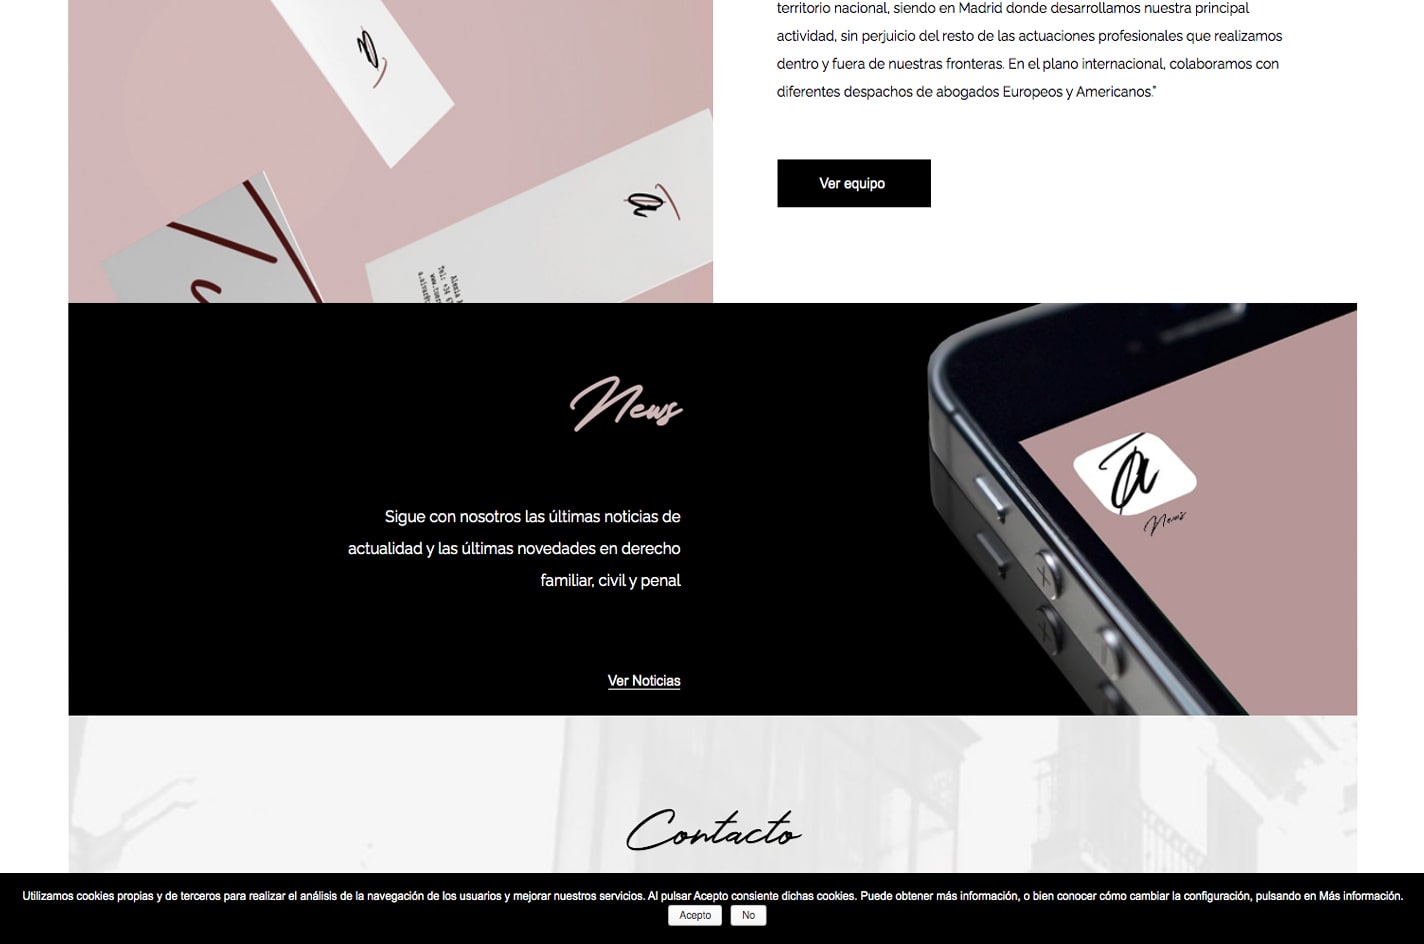 territorio nacional, siendo en Madrid donde desarrollamos nuestra principal
actividad, sin perjuicio del resto de las actuaciones profesionales que realizamos
dentro y fuera de nuestras fronteras. En el plano internacional, colaboramos con
diferentes despachos de abogados Europeos y Americanos."
Ver equipo
Tel: +34
Alexia
News
Sigue con nosotros las últimas noticias de
actualidad y las últimas novedades en derecho
familiar, civil y penal
Ver Noticias
a
News
Contacto
Utilizamos cookies propias y de terceros para realizar el análisis de la navegación de los usuarios y mejorar nuestros servicios. Al pulsar Acepto consiente dichas cookies. Puede obtener más información, o bien conocer cómo cambiar la configuración, pulsando en Más información.
Acepto No